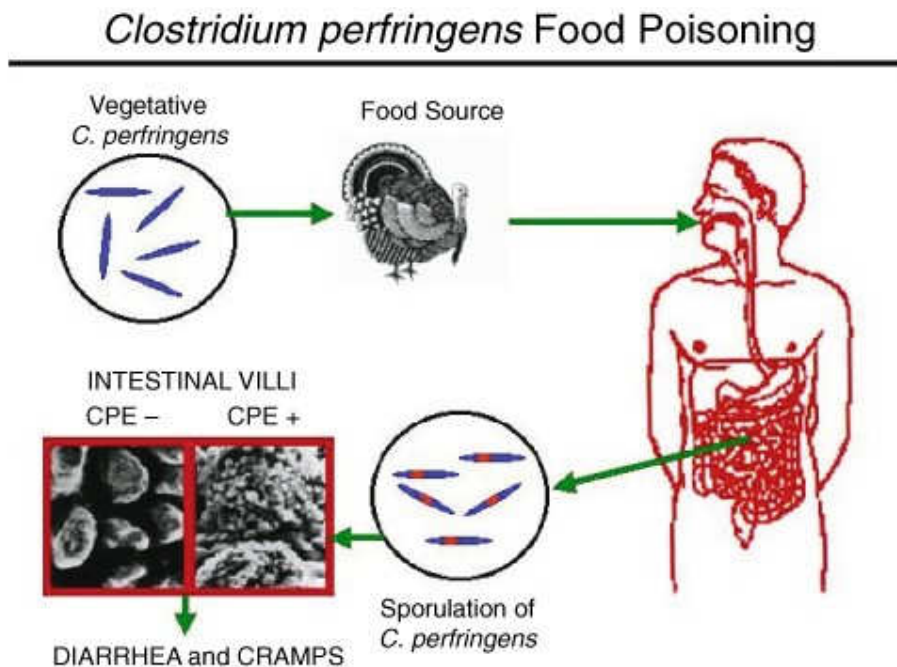 Clostridium perfringens Food Poisoning
Vegetative
C. perfringens
Food Source
INTESTINAL VILLI
CPE – CPE +
Sporulation of
C. perfringens
DIARRHEA and CRAMPS